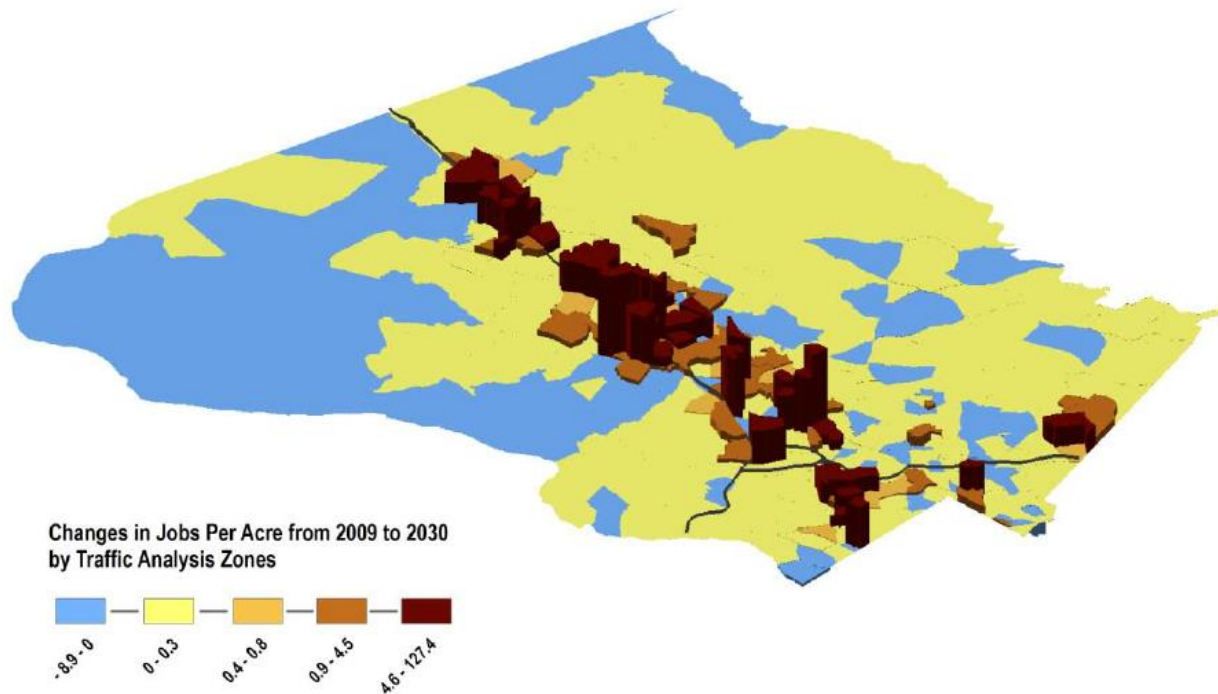 Changes in Jobs Per Acre from 2009 to 2030
by Traffic Analysis Zones
- 8.9 - 0
0 - 0.3
0.4 - 0.8
0.9 - 4.5
4.6 - 127.4